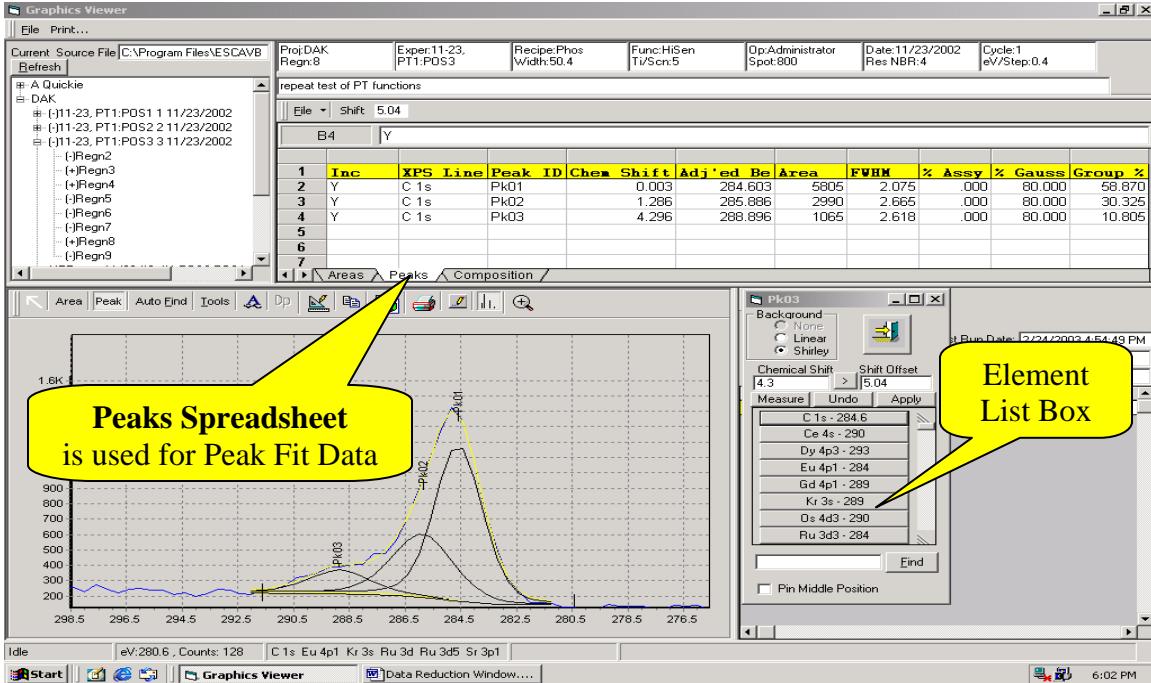 Graphics Viewer
File Print...
Current Source File C:\Program Files\ESCAVB
Refresh
A Quickie
DAK
(-)11-23, PT1:POS1 1 11/23/2002
(-)11-23, PT1:POS2 2 11/23/2002
(-)11-23, PT1:POS3 3 11/23/2002
(-)Regn2
(+)Regn3
(+)Regn4
(-)Regn5
(-)Regn6
(-)Regn7
(+)Regn8
(-)Regn9
Proj:DAK Exper:11-23, Recipe:Phos Func:HiSen Op:Administrator Date:11/23/2002 Cycle:1
Regn:8 PT1:POS3 Width:50.4 Ti/Scn:5 Spot:800 Res NBR:4 eV/Step:0.4
repeat test of PT functions
File Shift 5.04
B4 Y
1 Inc XPS Line Peak ID Chem Shift Adj'ed Be Area FWHM % Assy % Gauss Group %
2 Y C 1s Pk01 0.003 284.603 5805 2.075 .000 80.000 58.870
3 Y C 1s Pk02 1.286 285.886 2990 2.665 .000 80.000 30.325
4 Y C 1s Pk03 4.296 288.896 1065 2.618 .000 80.000 10.805
5
6
7
Areas Peaks Composition
Area Peak Auto Find Tools A Dp
1.6K
900
800
700
600
500
400
300
200
Pk03
Pk02
Pk01
298.5 296.5 294.5 292.5 290.5 288.5 286.5 284.5 282.5 280.5 278.5 276.5
Peaks Spreadsheet
is used for Peak Fit Data
Pk03
Background
None
Linear
Shirley
Chemical Shift Shift Offset
4.3 > 5.04
Measure Undo Apply
C 1s - 284.6
Ce 4s - 290
Dy 4p3 - 293
Eu 4p1 - 284
Gd 4p1 - 289
Kr 3s - 289
Os 4d3 - 290
Ru 3d3 - 284
Find
Pin Middle Position
Run Date: 2/24/2003 4:54:49 PM
Element
List Box
Idle eV:280.6 , Counts: 128 C 1s Eu 4p1 Kr 3s Ru 3d Ru 3d5 Sr 3p1
Start Graphics Viewer Data Reduction Window.... 6:02 PM